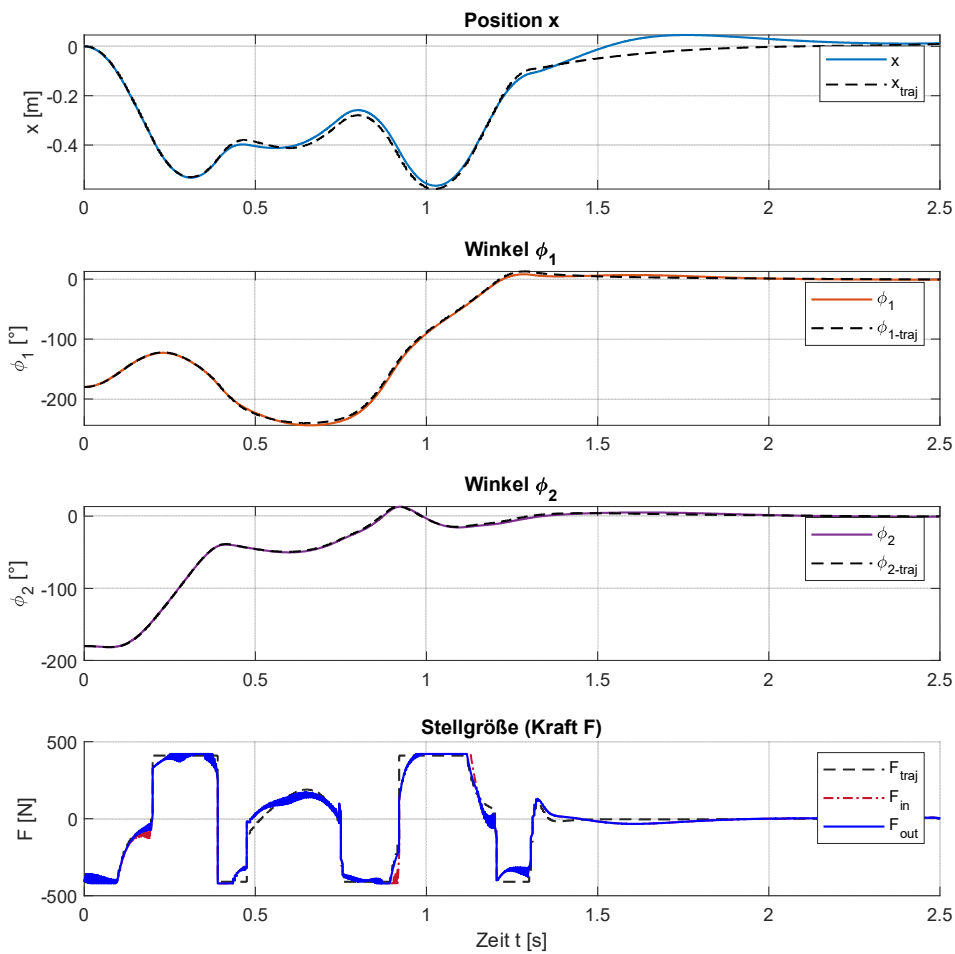 Position x
x [m]
0
-0.2
-0.4
x
x_traj
0 0.5 1 1.5 2 2.5
Winkel ϕ_1
ϕ_1 [°]
0
-100
-200
ϕ_1
ϕ_1-traj
0 0.5 1 1.5 2 2.5
Winkel ϕ_2
ϕ_2 [°]
0
-100
-200
ϕ_2
ϕ_2-traj
0 0.5 1 1.5 2 2.5
Stellgröße (Kraft F)
F [N]
500
0
-500
F_traj
F_in
F_out
0 0.5 1 1.5 2 2.5
Zeit t [s]